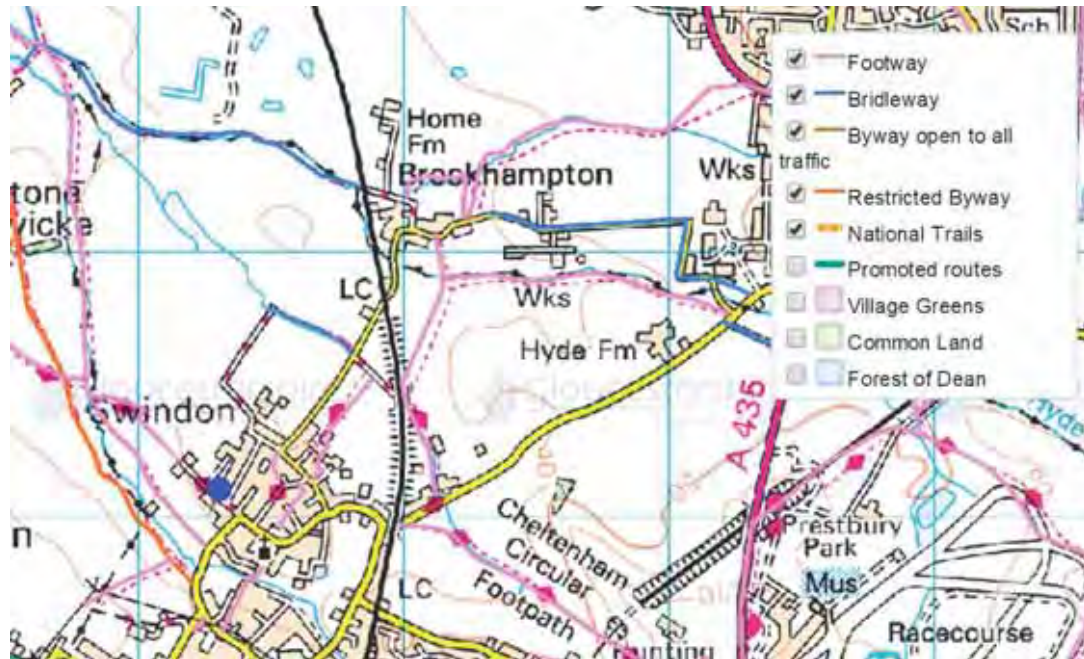 Sch
Footway
Bridleway
Byway open to all
traffic
Restricted Byway
National Trails
Promoted routes
Village Greens
Common Land
Forest of Dean
Home
Fm
Brockhampton
Wks
tone
LC
Wks
Hyde Fm
A 435
Swindon
Hyde
n
Cheltenham
Circular
Footpath
Prestbury
Park
Mus
LC
Racecourse